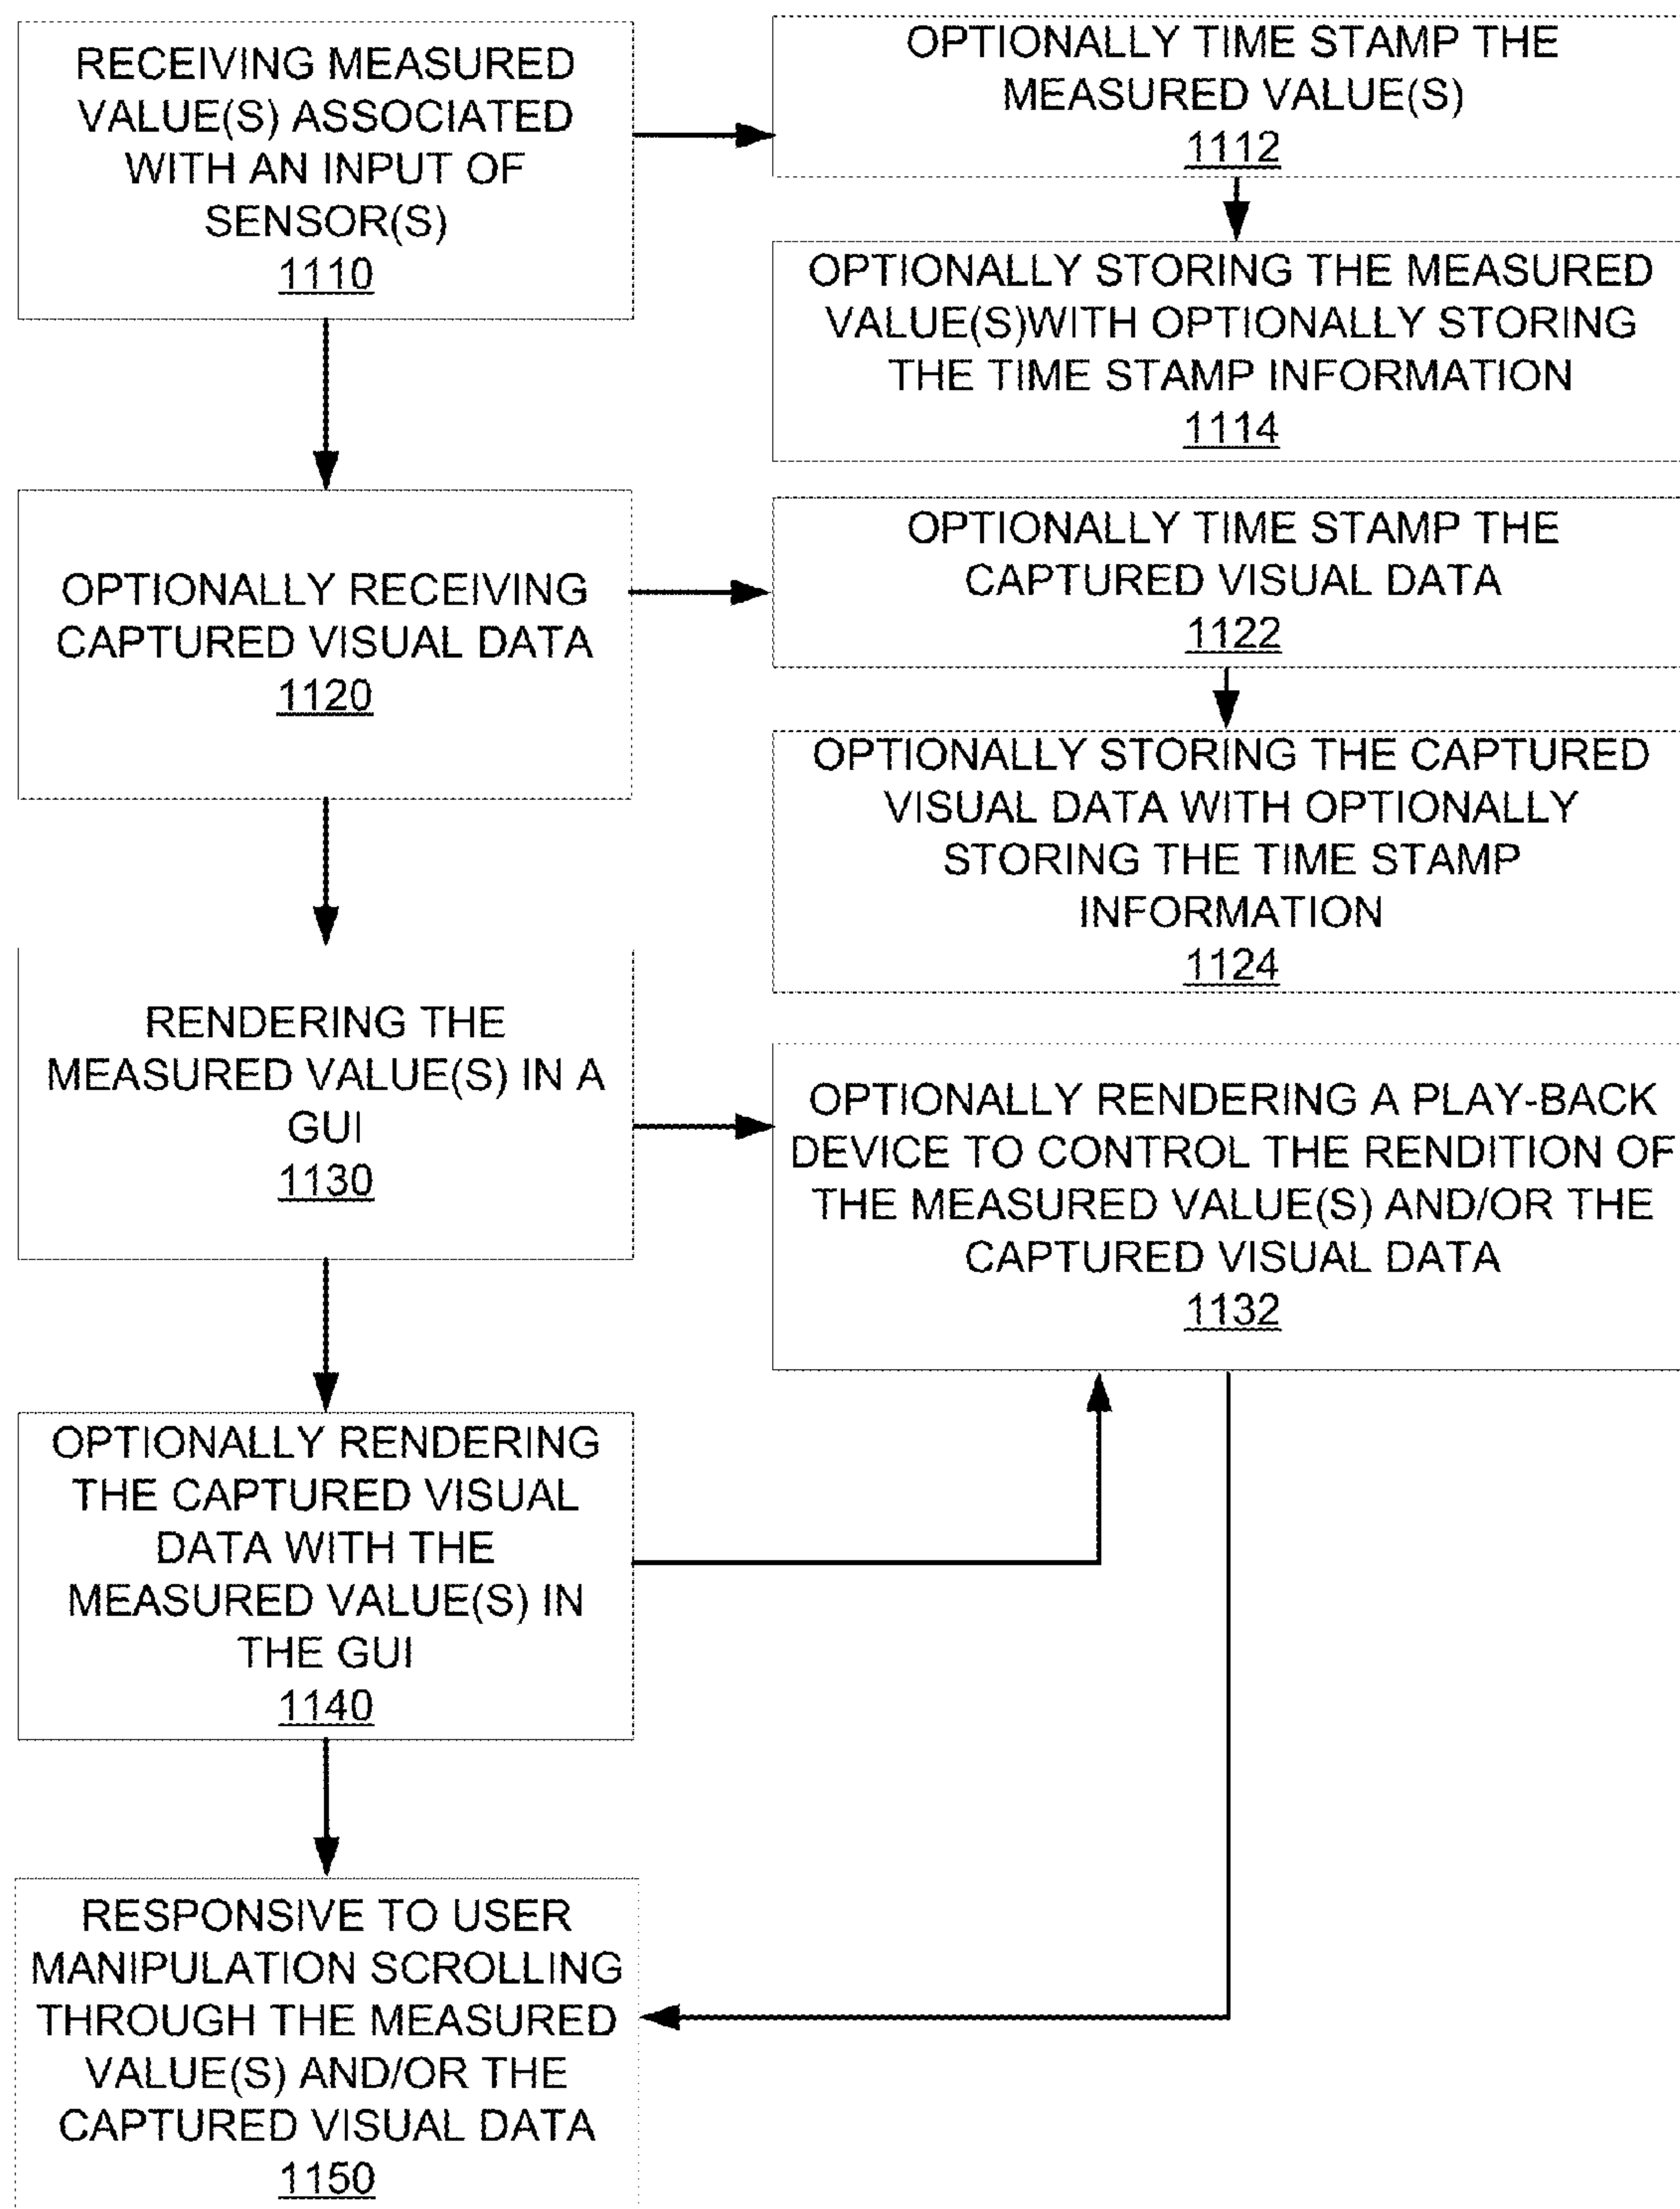 RECEIVING MEASURED
VALUE(S) ASSOCIATED
WITH AN INPUT OF
SENSOR(S)
1110
OPTIONALLY TIME STAMP THE
MEASURED VALUE(S)
1112
OPTIONALLY STORING THE MEASURED
VALUE(S)WITH OPTIONALLY STORING
THE TIME STAMP INFORMATION
1114
OPTIONALLY RECEIVING
CAPTURED VISUAL DATA
1120
OPTIONALLY TIME STAMP THE
CAPTURED VISUAL DATA
1122
OPTIONALLY STORING THE CAPTURED
VISUAL DATA WITH OPTIONALLY
STORING THE TIME STAMP
INFORMATION
1124
RENDERING THE
MEASURED VALUE(S) IN A
GUI
1130
OPTIONALLY RENDERING A PLAY-BACK
DEVICE TO CONTROL THE RENDITION OF
THE MEASURED VALUE(S) AND/OR THE
CAPTURED VISUAL DATA
1132
OPTIONALLY RENDERING
THE CAPTURED VISUAL
DATA WITH THE
MEASURED VALUE(S) IN
THE GUI
1140
RESPONSIVE TO USER
MANIPULATION SCROLLING
THROUGH THE MEASURED
VALUE(S) AND/OR THE
CAPTURED VISUAL DATA
1150